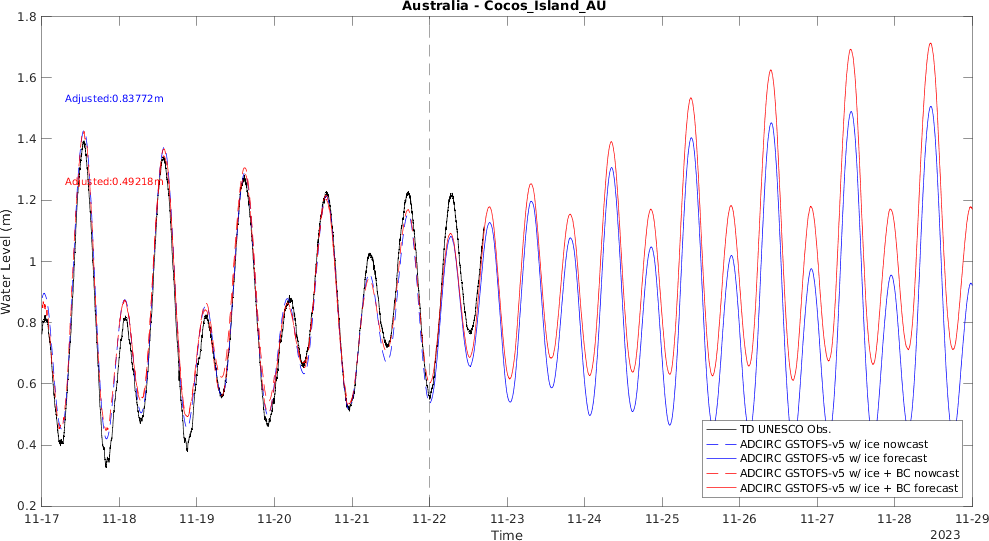 Australia - Cocos_Island_AU
Adjusted:0.83772m
Adjusted:0.49218m
Water Level (m)
1.8
1.6
1.4
1.2
1
0.8
0.6
0.4
0.2
TD UNESCO Obs.
ADCIRC GSTOFS-v5 w/ ice nowcast
ADCIRC GSTOFS-v5 w/ ice forecast
ADCIRC GSTOFS-v5 w/ ice + BC nowcast
ADCIRC GSTOFS-v5 w/ ice + BC forecast
11-17 11-18 11-19 11-20 11-21 11-22 11-23 11-24 11-25 11-26 11-27 11-28 11-29
Time
2023